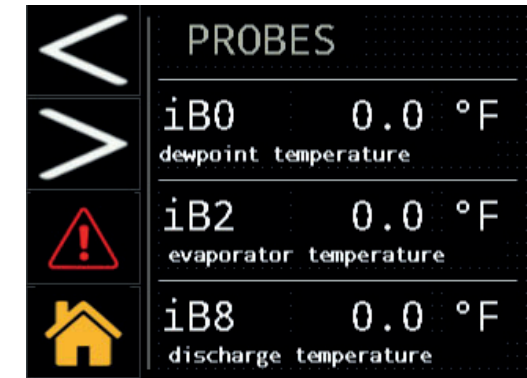 PROBES
iB0 0.0 °F
dewpoint temperature
iB2 0.0 °F
evaporator temperature
iB8 0.0 °F
discharge temperature